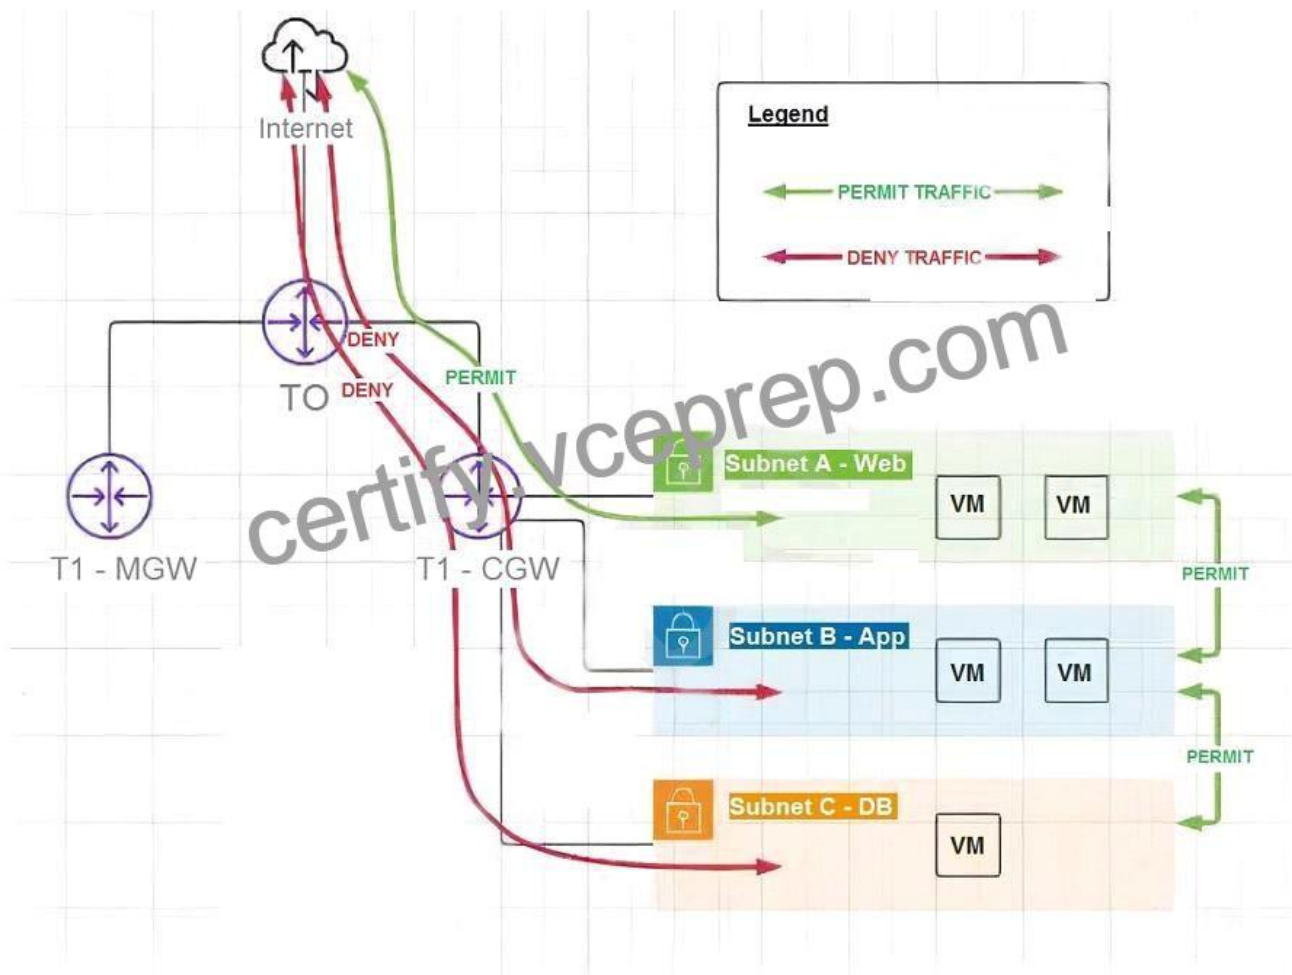 Internet
Legend
PERMIT TRAFFIC
DENY TRAFFIC
certify.vceprep.com
DENY
DENY
PERMIT
TO
T1 - MGW
T1 - CGW
Subnet A - Web
VM
VM
PERMIT
Subnet B - App
VM
VM
PERMIT
Subnet C - DB
VM